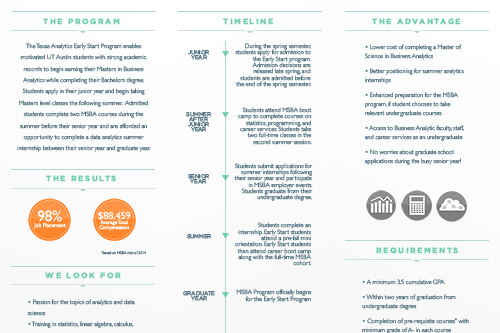 THE PROGRAM
The Texas Analytics Early Start Program enables
motivated UT Austin students with strong academic
records to begin earning their Masters in Business
Analytics while completing their Bachelors degree.
Students apply in their junior year and begin taking
Masters level classes the following summer. Admitted
students complete two MSBA courses during the
summer before their senior year and are afforded an
opportunity to complete a data analytics summer
internship between their senior year and graduate year.
THE RESULTS
98%
Job Placement
$88,459
Average Total
Compensation
*based on MSBA class of 2014
WE LOOK FOR
• Passion for the topics of analytics and data
science
• Training in statistics, linear algebra, calculus,
TIMELINE
JUNIOR
YEAR
During the spring semester,
students apply for admission to
the Early Start program.
Admission decisions are
released late spring, and
students are admitted before
the end of the spring semester.
SUMMER
AFTER
JUNIOR
YEAR
Students attend MSBA boot
camp to complete courses on
statistics, programming, and
career services. Students take
two full-time classes in the
second summer session.
SENIOR
YEAR
Students submit applications for
summer internships following
their senior year and participate
in MSBA employer events.
Students graduate from their
undergraduate degree.
SUMMER
Students complete an
internship. Early Start students
attend a pre-fall mini
orientation. Early Start students
then attend career boot camp
along with the full-time MSBA
cohort.
GRADUATE
YEAR
MSBA Program officially begins
for the Early Start Program
THE ADVANTAGE
• Lower cost of completing a Master of
Science in Business Analytics
• Better positioning for summer analytics
internships
• Enhanced preparation for the MSBA
program, if student chooses to take
relevant undergraduate courses
• Access to Business Analytic faculty, staff,
and career services as an undergraduate
• No worries about graduate school
applications during the busy senior year!
REQUIREMENTS
• A minimum 3.5 cumulative GPA
• Within two years of graduation from
undergraduate degree
• Completion of pre-requisite courses* with
minimum grade of A- in each course